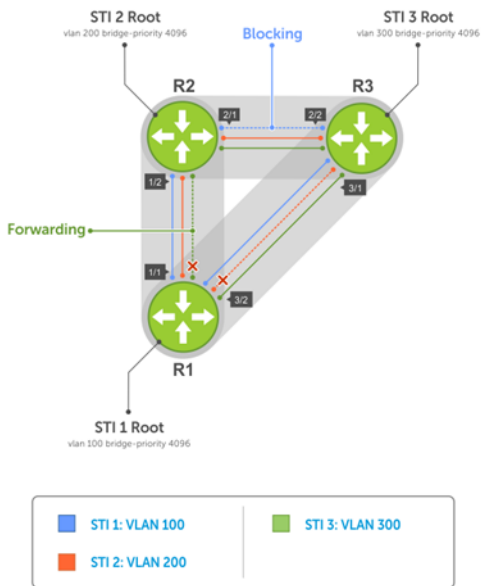 STI 2 Root
vlan 200 bridge-priority 4096
STI 3 Root
vlan 300 bridge-priority 4096
Blocking
R2
R3
2/1
2/2
1/2
3/1
Forwarding
1/1
3/2
R1
STI 1 Root
vlan 100 bridge-priority 4096
STI 1: VLAN 100
STI 3: VLAN 300
STI 2: VLAN 200